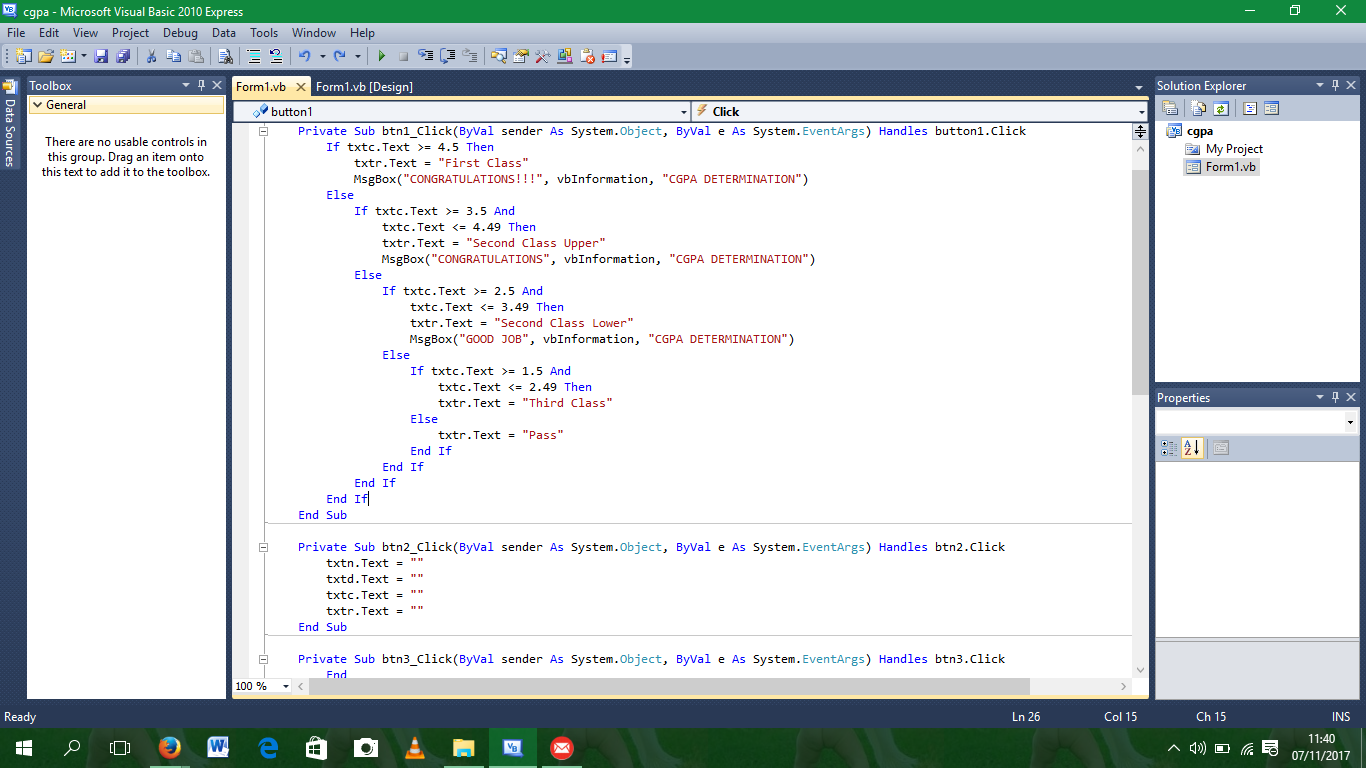 cgpa - Microsoft Visual Basic 2010 Express
File Edit View Project Debug Data Tools Window Help
Data Sources
Toolbox
General
There are no usable controls in
this group. Drag an item onto
this text to add it to the toolbox.
Form1.vb Form1.vb [Design]
button1 Click
Private Sub btn1_Click(ByVal sender As System.Object, ByVal e As System.EventArgs) Handles button1.Click
If txtc.Text >= 4.5 Then
txtr.Text = "First Class"
MsgBox("CONGRATULATIONS!!!", vbInformation, "CGPA DETERMINATION")
Else
If txtc.Text >= 3.5 And
txtc.Text <= 4.49 Then
txtr.Text = "Second Class Upper"
MsgBox("CONGRATULATIONS", vbInformation, "CGPA DETERMINATION")
Else
If txtc.Text >= 2.5 And
txtc.Text <= 3.49 Then
txtr.Text = "Second Class Lower"
MsgBox("GOOD JOB", vbInformation, "CGPA DETERMINATION")
Else
If txtc.Text >= 1.5 And
txtc.Text <= 2.49 Then
txtr.Text = "Third Class"
Else
txtr.Text = "Pass"
End If
End If
End If
End If
End Sub
Private Sub btn2_Click(ByVal sender As System.Object, ByVal e As System.EventArgs) Handles btn2.Click
txtn.Text = ""
txtd.Text = ""
txtc.Text = ""
txtr.Text = ""
End Sub
Private Sub btn3_Click(ByVal sender As System.Object, ByVal e As System.EventArgs) Handles btn3.Click
End
100 %
Solution Explorer
cgpa
My Project
Form1.vb
Properties
Ready Ln 26 Col 15 Ch 15 INS
11:40
07/11/2017